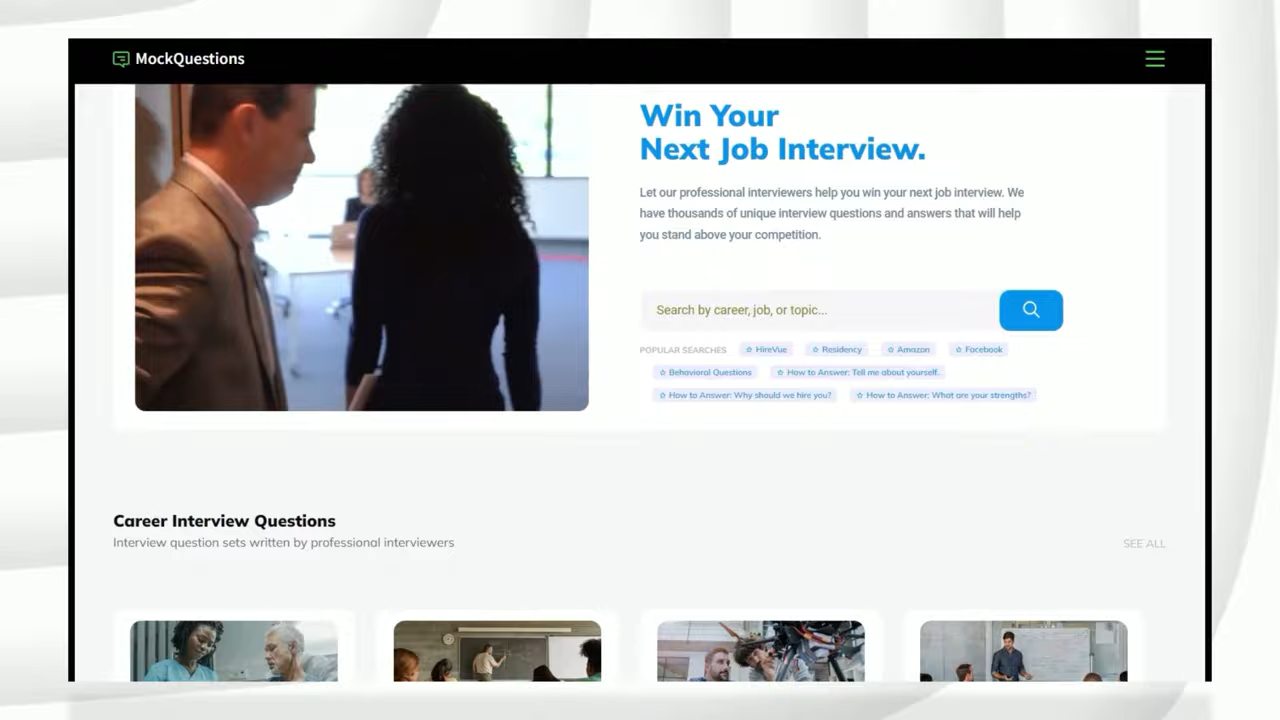 MockQuestions
Win Your
Next Job Interview.
Let our professional interviewers help you win your next job interview. We
have thousands of unique interview questions and answers that will help
you stand above your competition.
Search by career, job, or topic...
POPULAR SEARCHES HireVue Residency Amazon Facebook
Behavioral Questions How to Answer: Tell me about yourself.
How to Answer: Why should we hire you? How to Answer: What are your strengths?
Career Interview Questions
Interview question sets written by professional interviewers
SEE ALL